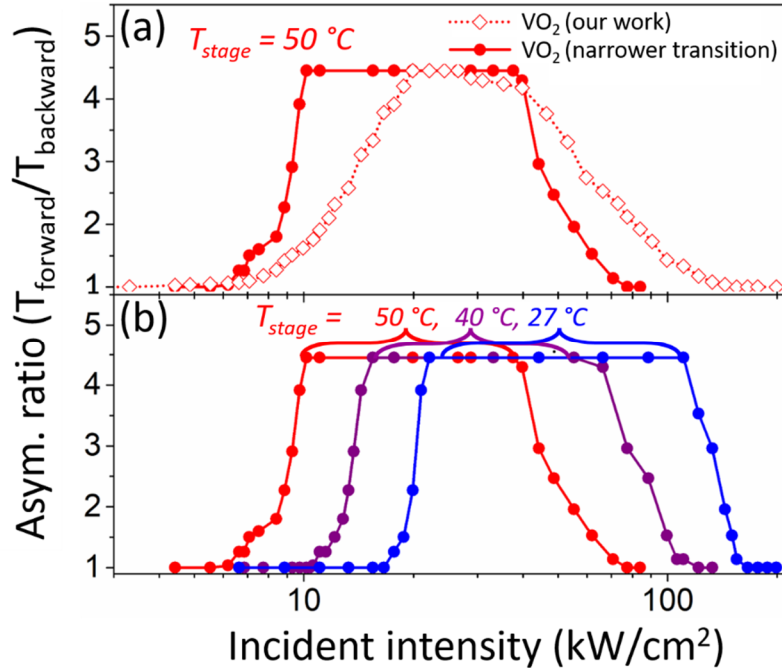 (a)
T_stage = 50 °C
VO₂ (our work)
VO₂ (narrower transition)
5
4
3
2
1
Asym. ratio (T_forward/T_backward)
(b)
T_stage = 50 °C, 40 °C, 27 °C
5
4
3
2
1
10
100
Incident intensity (kW/cm²)